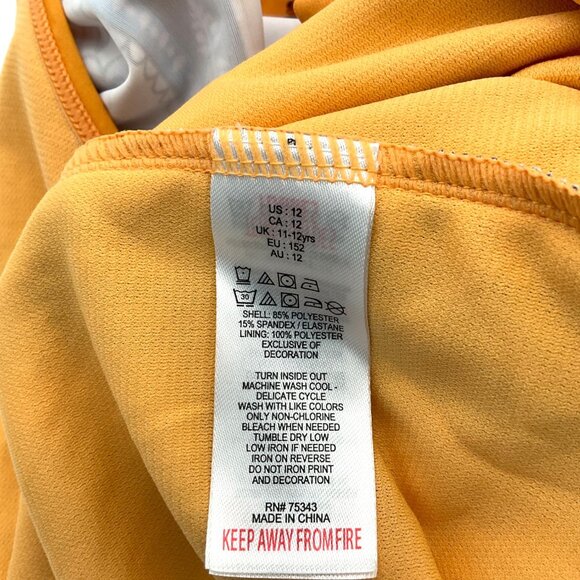 US : 12
CA : 12
UK : 11-12yrs
EU : 152
AU : 12
30
SHELL: 85% POLYESTER
15% SPANDEX / ELASTANE
LINING: 100% POLYESTER
EXCLUSIVE OF
DECORATION
TURN INSIDE OUT
MACHINE WASH COOL -
DELICATE CYCLE
WASH WITH LIKE COLORS
ONLY NON-CHLORINE
BLEACH WHEN NEEDED
TUMBLE DRY LOW
LOW IRON IF NEEDED
IRON ON REVERSE
DO NOT IRON PRINT
AND DECORATION
RN# 75343
MADE IN CHINA
KEEP AWAY FROM FIRE